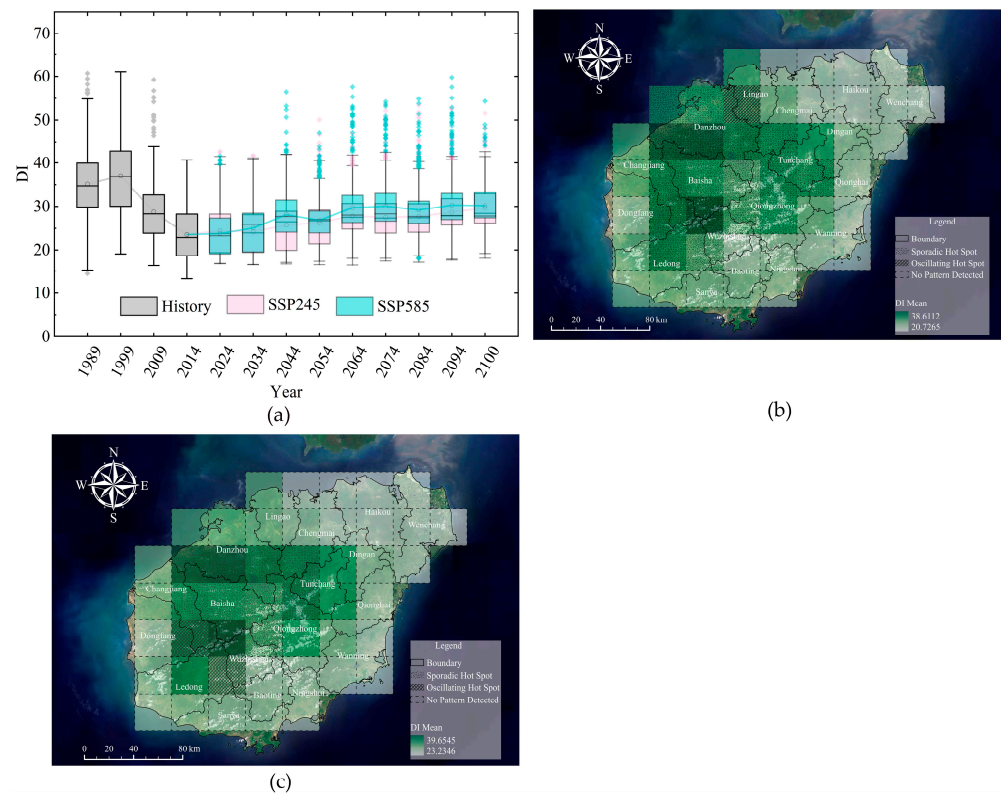 70
60
50
40
30
20
10
0
DI
History
SSP245
SSP585
1989
1999
2009
2014
2024
2034
2044
2054
2064
2074
2084
2094
2100
Year
(a)
N
W E
S
Lingao
Haikou
Chengmai
Wenchang
Danzhou
Dingan
Tunchang
Changjiang
Baisha
Qionghai
Dongfang
Qiongzhong
Wanning
Ledong
Baoting
Sanya
Legend
Boundary
Sporadic Hot Spot
Oscillating Hot Spot
No Pattern Detected
DI Mean
38.6112
20.7265
0 20 40 80 km
(b)
N
W E
S
Lingao
Haikou
Wenchang
Chengmai
Danzhou
Dingan
Tunchang
Changjiang
Baisha
Qionghai
Qiongzhong
Dongfang
Wanning
Ledong
Baoting
Sanya
Legend
Boundary
Sporadic Hot Spot
Oscillating Hot Spot
No Pattern Detected
DI Mean
39.6545
23.2346
0 20 40 80 km
(c)